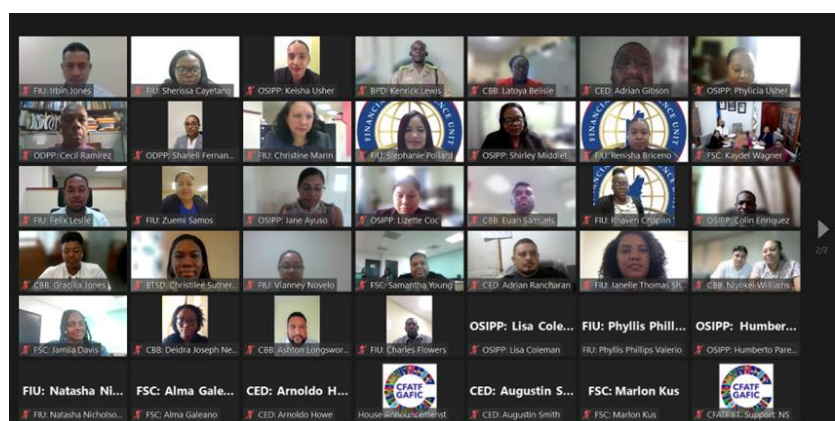 FIU: Irbin Jones
FIU: Sherissa Cayetano
OSIPP: Keisha Usher
BPD: Kenrick Lewis
CBB: Latoya Belisle
CED: Adrian Gibson
OSIPP: Phylicia Usher
ODPP: Cecil Ramirez
ODPP: Shanell Fernan...
FIU: Christine Marin
FIU: Stephanie Pollard
OSIPP: Shirley Middlet
FIU: Renisha Briceno
FSC: Kaydel Wagner
FIU: Felix Leslie
FIU: Zuemi Samos
OSIPP: Jane Ayuso
OSIPP: Lizette Coc
CBB: Euan Samuels
FIU: Rhaven Chaplin
OSIPP: Colin Enriquez
CBB: Gracilia Jones
BTSD: Christilee Suther...
FIU: Vianney Novelo
FSC: Samantha Young
CED: Adrian Rancharan
FIU: Janelle Thomas Sh...
CBB: Niyokei Williams
2/2
FSC: Jamila Davis
CBB: Deidra Joseph Ne...
CBB: Ashton Longswor...
FIU: Charles Flowers
OSIPP: Lisa Cole...
FIU: Phyllis Phill...
OSIPP: Humber...
OSIPP: Lisa Coleman
FIU: Phyllis Phillips Valerio
OSIPP: Humberto Pare...
FIU: Natasha Ni...
FSC: Alma Gale...
CED: Arnoldo H...
CFATF
GAFIC
CED: Augustin S...
FSC: Marlon Kus
CFATF
GAFIC
FIU: Natasha Nicholso...
FSC: Alma Galeano
CED: Arnoldo Howe
House Announcemenst
CED: Augustin Smith
FSC: Marlon Kus
CFATF I.T. Support: NS